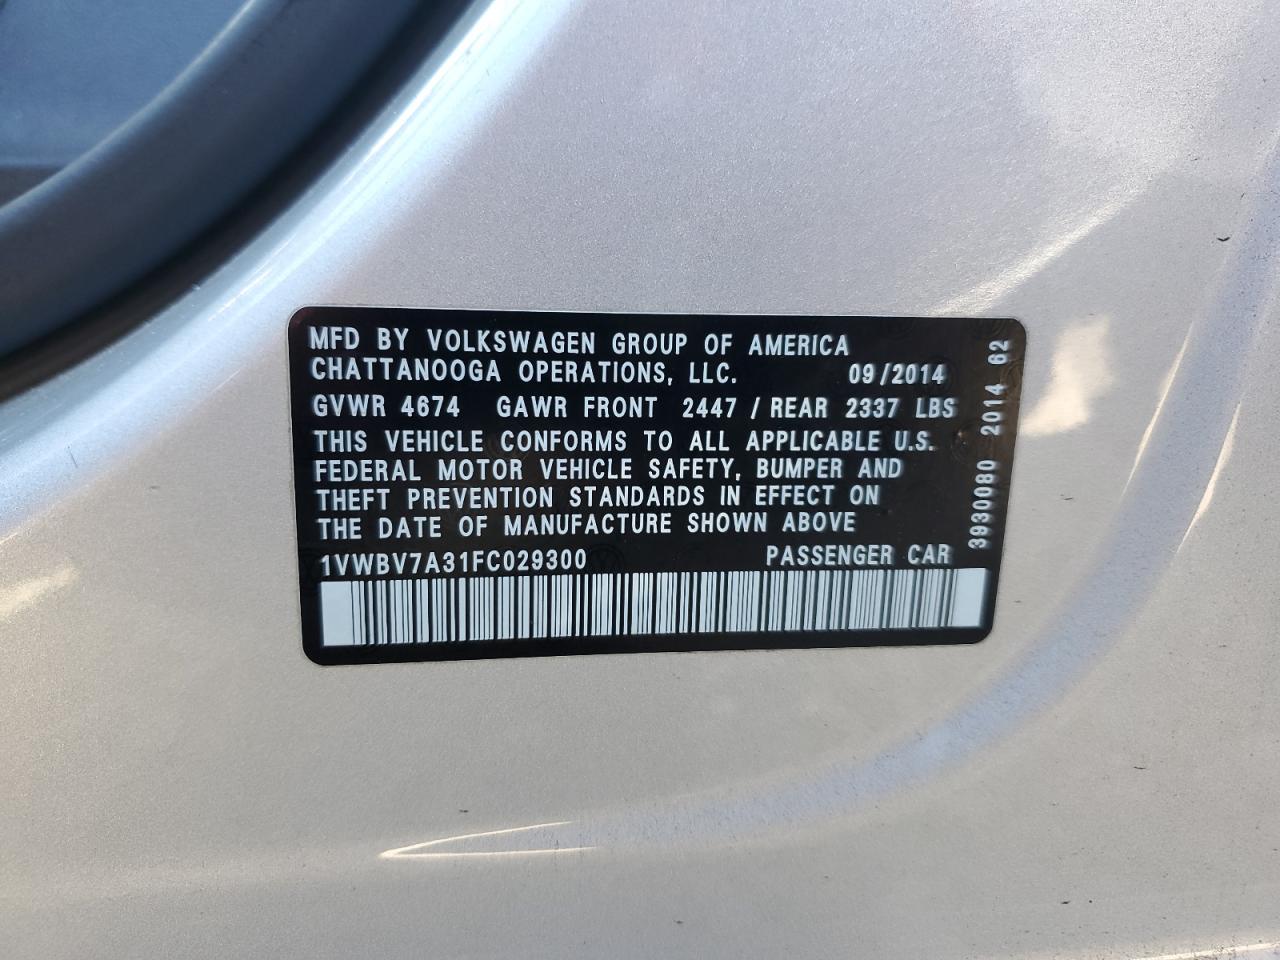 MFD BY VOLKSWAGEN GROUP OF AMERICA
CHATTANOOGA OPERATIONS, LLC. 09/2014
GVWR 4674 GAWR FRONT 2447 / REAR 2337 LBS
THIS VEHICLE CONFORMS TO ALL APPLICABLE U.S.
FEDERAL MOTOR VEHICLE SAFETY, BUMPER AND
THEFT PREVENTION STANDARDS IN EFFECT ON
THE DATE OF MANUFACTURE SHOWN ABOVE
1VWBV7A31FC029300 PASSENGER CAR
3930080 2014 62